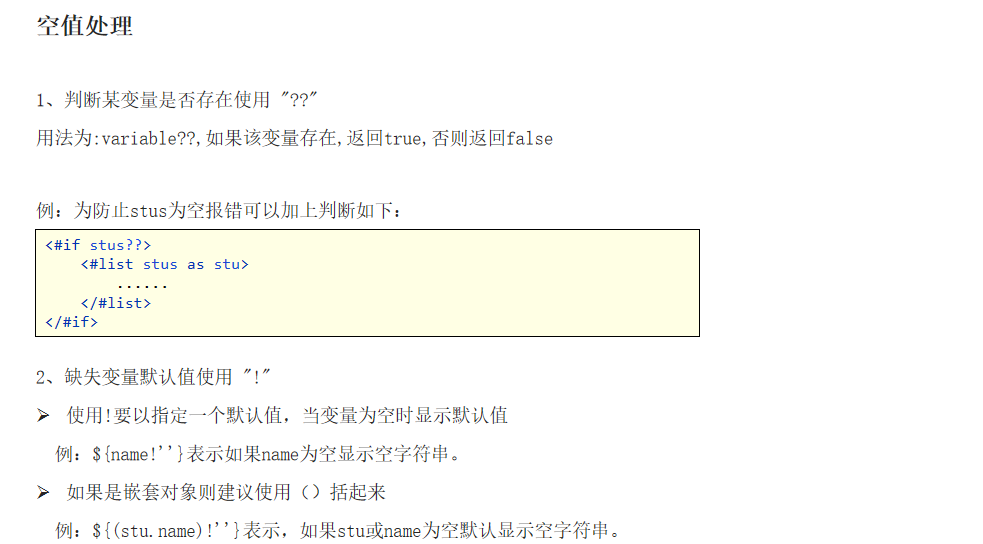 空值处理
1、判断某变量是否存在使用 "??"
用法为:variable??,如果该变量存在,返回true,否则返回false
例：为防止stus为空报错可以加上判断如下：
<#if stus??>
    <#list stus as stu>
        ......
    </#list>
</#if>
2、缺失变量默认值使用 "!"
➢ 使用!要以指定一个默认值，当变量为空时显示默认值
例：${name!''}表示如果name为空显示空字符串。
➢ 如果是嵌套对象则建议使用（）括起来
例：${(stu.name)!''}表示，如果stu或name为空默认显示空字符串。